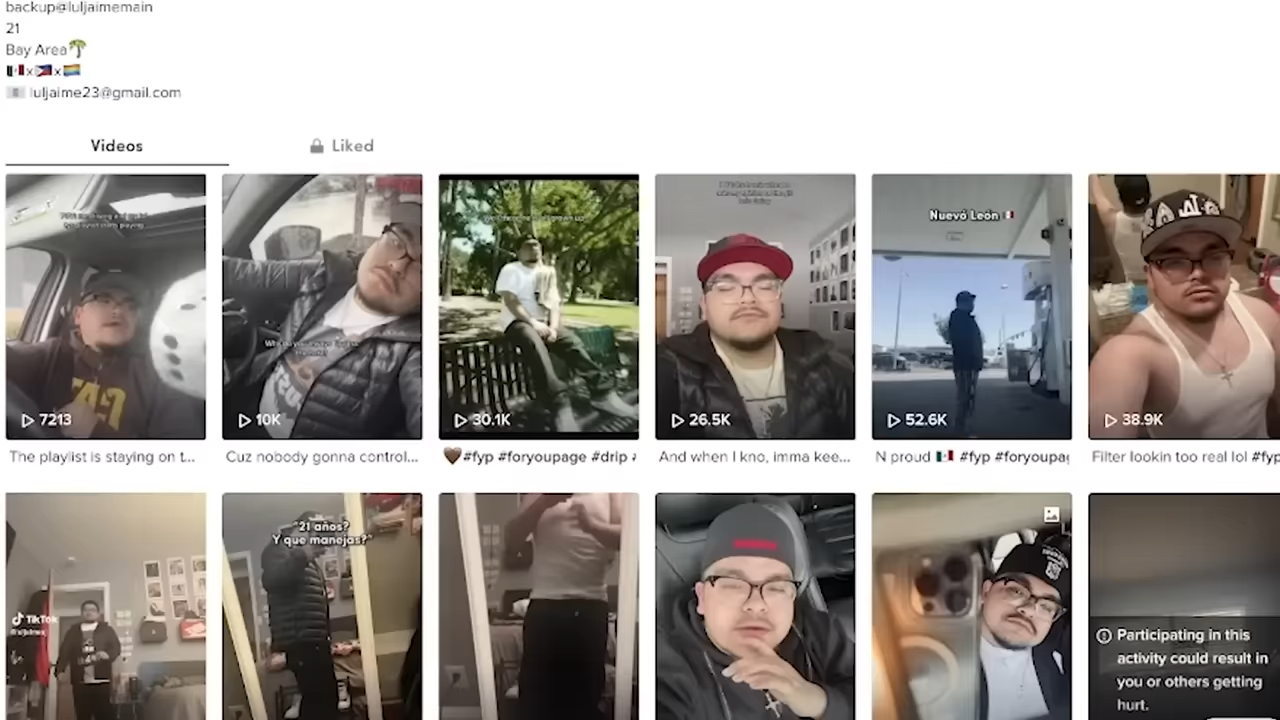 backup@luljaimemain
21
Bay Area🌴
🇲🇽x🇵🇭x🏳️‍🌈
📧 luljaime23@gmail.com
Videos
Liked
Nuevó León 🇲🇽
7213
10K
30.1K
26.5K
52.6K
38.9K
The playlist is staying on t...
Cuz nobody gonna control...
🤎#fyp #foryoupage #drip
And when I kno, imma kee...
N proud 🇲🇽 #fyp #foryoupag
Filter lookin too real lol #fyp
"21 años?
Y que manejas?"
TikTok
Participating in this
activity could result in
you or others getting
hurt.